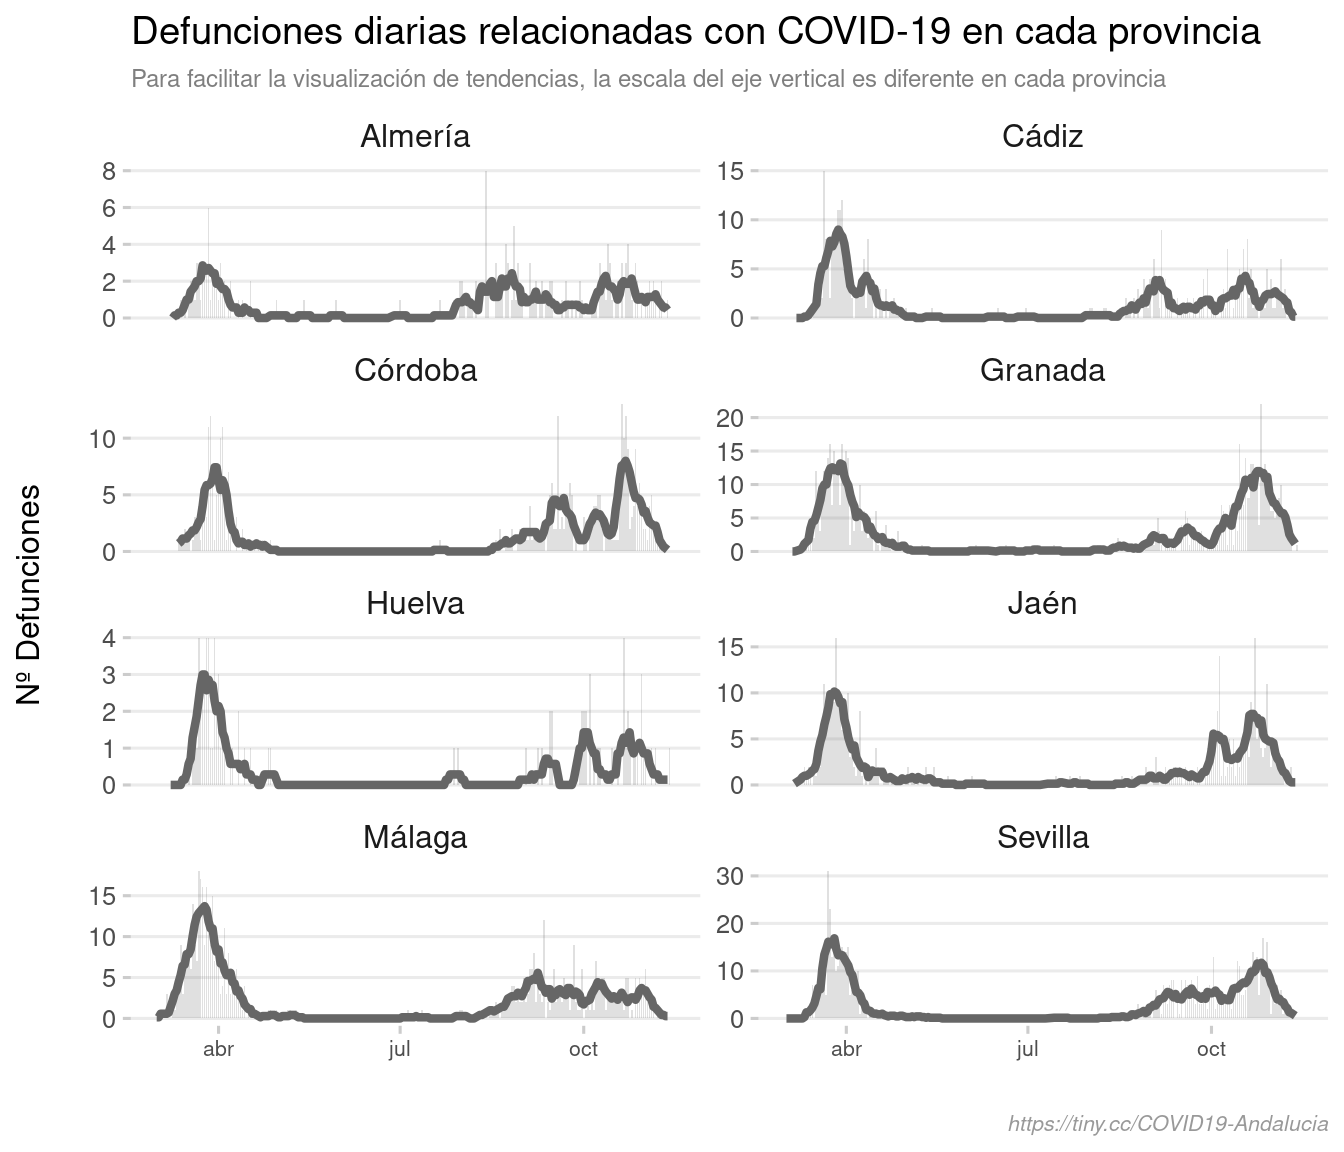 Defunciones diarias relacionadas con COVID-19 en cada provincia
Para facilitar la visualización de tendencias, la escala del eje vertical es diferente en cada provincia
Nº Defunciones
Almería
8
6
4
2
0
Cádiz
15
10
5
0
Córdoba
10
5
0
Granada
20
15
10
5
0
Huelva
4
3
2
1
0
Jaén
15
10
5
0
Málaga
15
10
5
0
abr jul oct
Sevilla
30
20
10
0
abr jul oct
https://tiny.cc/COVID19-Andalucia